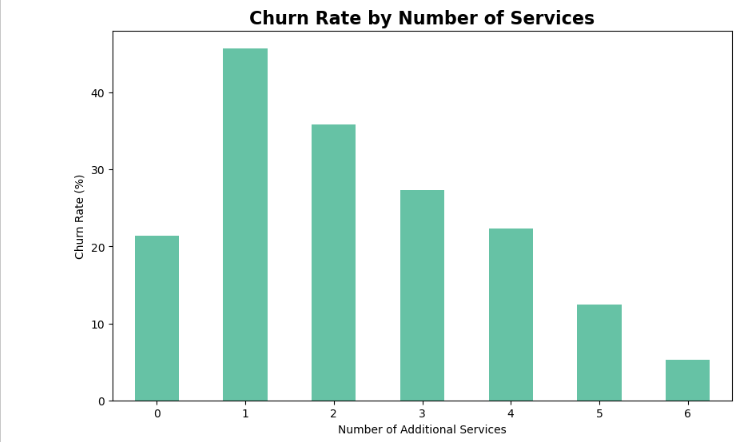 Churn Rate by Number of Services
Churn Rate (%)
40
30
20
10
0
0 1 2 3 4 5 6
Number of Additional Services